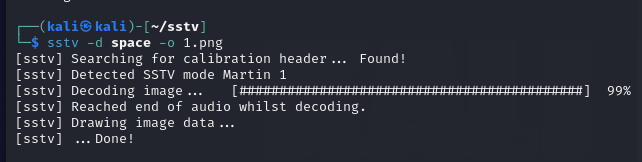 ┌──(kali㉿kali)-[~/sstv]
└─$ sstv -d space -o 1.png
[sstv] Searching for calibration header... Found!
[sstv] Detected SSTV mode Martin 1
[sstv] Decoding image...   [############################################]  99%
[sstv] Reached end of audio whilst decoding.
[sstv] Drawing image data...
[sstv] ...Done!